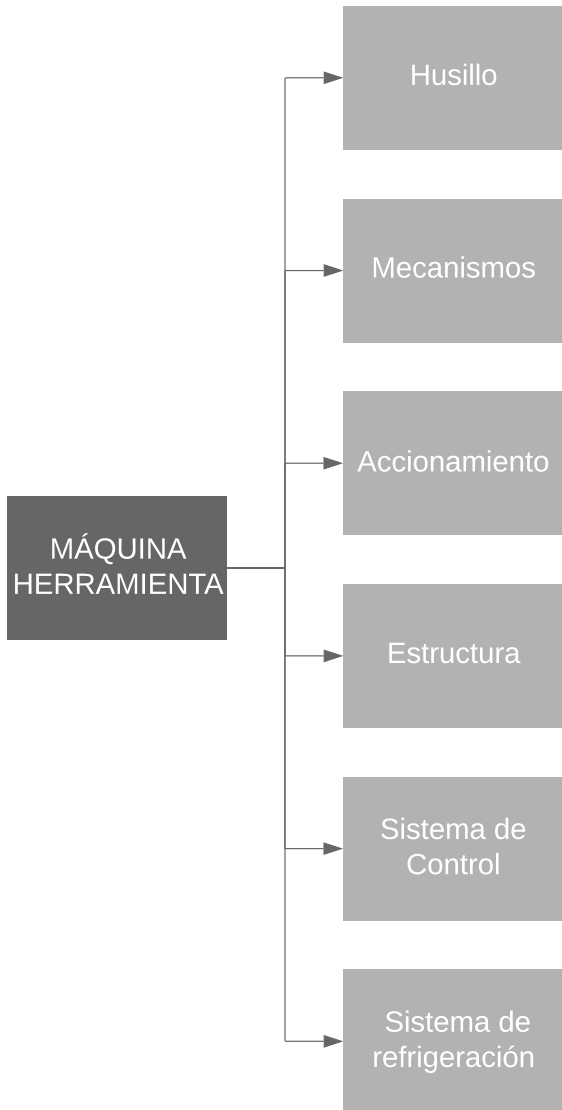 MÁQUINA
HERRAMIENTA
Husillo
Mecanismos
Accionamiento
Estructura
Sistema de
Control
Sistema de
refrigeración